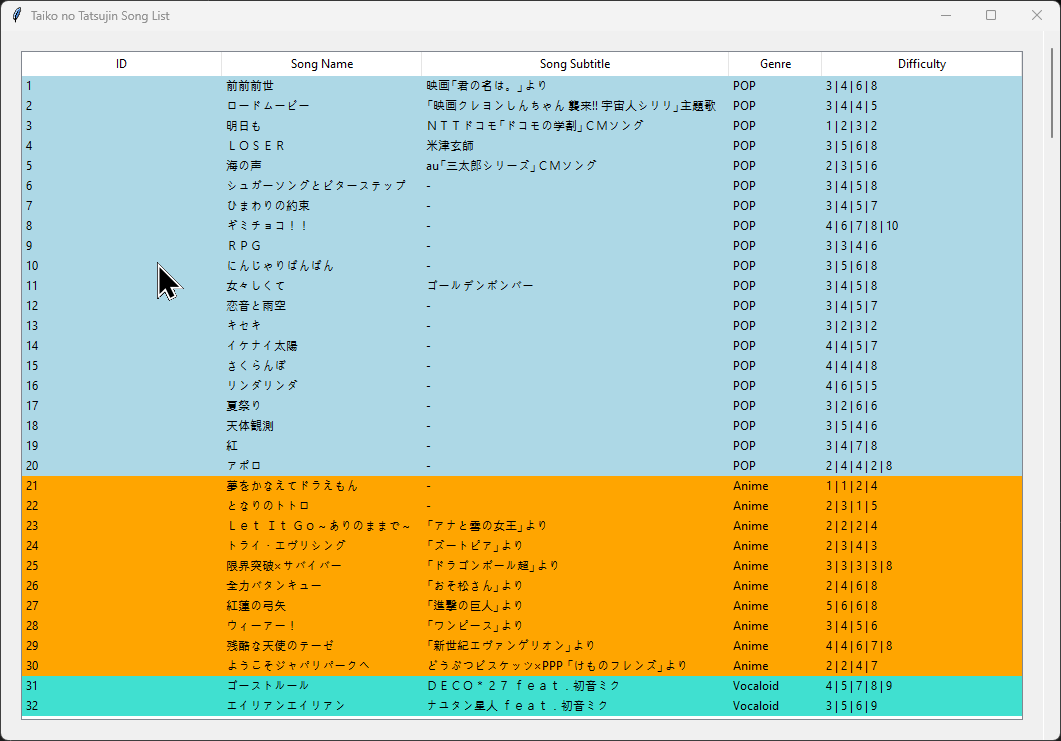 Taiko no Tatsujin Song List
ID Song Name Song Subtitle Genre Difficulty
1 前前前世 映画「君の名は。」より POP 3 | 4 | 6 | 8
2 ロードムービー 「映画クレヨンしんちゃん 襲来!! 宇宙人シリリ」主題歌 POP 3 | 4 | 4 | 5
3 明日も ＮＴＴドコモ「ドコモの学割」ＣＭソング POP 1 | 2 | 3 | 2
4 ＬＯＳＥＲ 米津玄師 POP 3 | 5 | 6 | 8
5 海の声 au「三太郎シリーズ」ＣＭソング POP 2 | 3 | 5 | 6
6 シュガーソングとビターステップ - POP 3 | 4 | 5 | 8
7 ひまわりの約束 - POP 3 | 4 | 5 | 7
8 ギミチョコ！！ - POP 4 | 6 | 7 | 8 | 10
9 ＲＰＧ - POP 3 | 3 | 4 | 6
10 にんじゃりばんばん - POP 3 | 5 | 6 | 8
11 女々しくて ゴールデンボンバー POP 3 | 4 | 5 | 8
12 恋音と雨空 - POP 3 | 4 | 5 | 7
13 キセキ - POP 3 | 2 | 3 | 2
14 イケナイ太陽 - POP 4 | 4 | 5 | 7
15 さくらんぼ - POP 4 | 4 | 4 | 8
16 リンダリンダ - POP 4 | 6 | 5 | 5
17 夏祭り - POP 3 | 2 | 6 | 6
18 天体観測 - POP 3 | 5 | 4 | 6
19 紅 - POP 3 | 4 | 7 | 8
20 アポロ - POP 2 | 4 | 4 | 2 | 8
21 夢をかなえてドラえもん - Anime 1 | 1 | 2 | 4
22 となりのトトロ - Anime 2 | 3 | 1 | 5
23 Ｌｅｔ Ｉｔ Ｇｏ～ありのままで～ 「アナと雪の女王」より Anime 2 | 2 | 2 | 4
24 トライ・エヴリシング 「ズートピア」より Anime 2 | 3 | 4 | 3
25 限界突破×サバイバー 「ドラゴンボール超」より Anime 3 | 3 | 3 | 3 | 8
26 全力バタンキュー 「おそ松さん」より Anime 2 | 4 | 6 | 8
27 紅蓮の弓矢 「進撃の巨人」より Anime 5 | 6 | 6 | 8
28 ウィーアー！ 「ワンピース」より Anime 3 | 4 | 5 | 6
29 残酷な天使のテーゼ 「新世紀エヴァンゲリオン」より Anime 4 | 4 | 6 | 7 | 8
30 ようこそジャパリパークへ どうぶつビスケッツ×PPP「けものフレンズ」より Anime 2 | 2 | 4 | 7
31 ゴーストルール ＤＥＣＯ＊２７ ｆｅａｔ．初音ミク Vocaloid 4 | 5 | 7 | 8 | 9
32 エイリアンエイリアン ナユタン星人 ｆｅａｔ．初音ミク Vocaloid 3 | 5 | 6 | 9